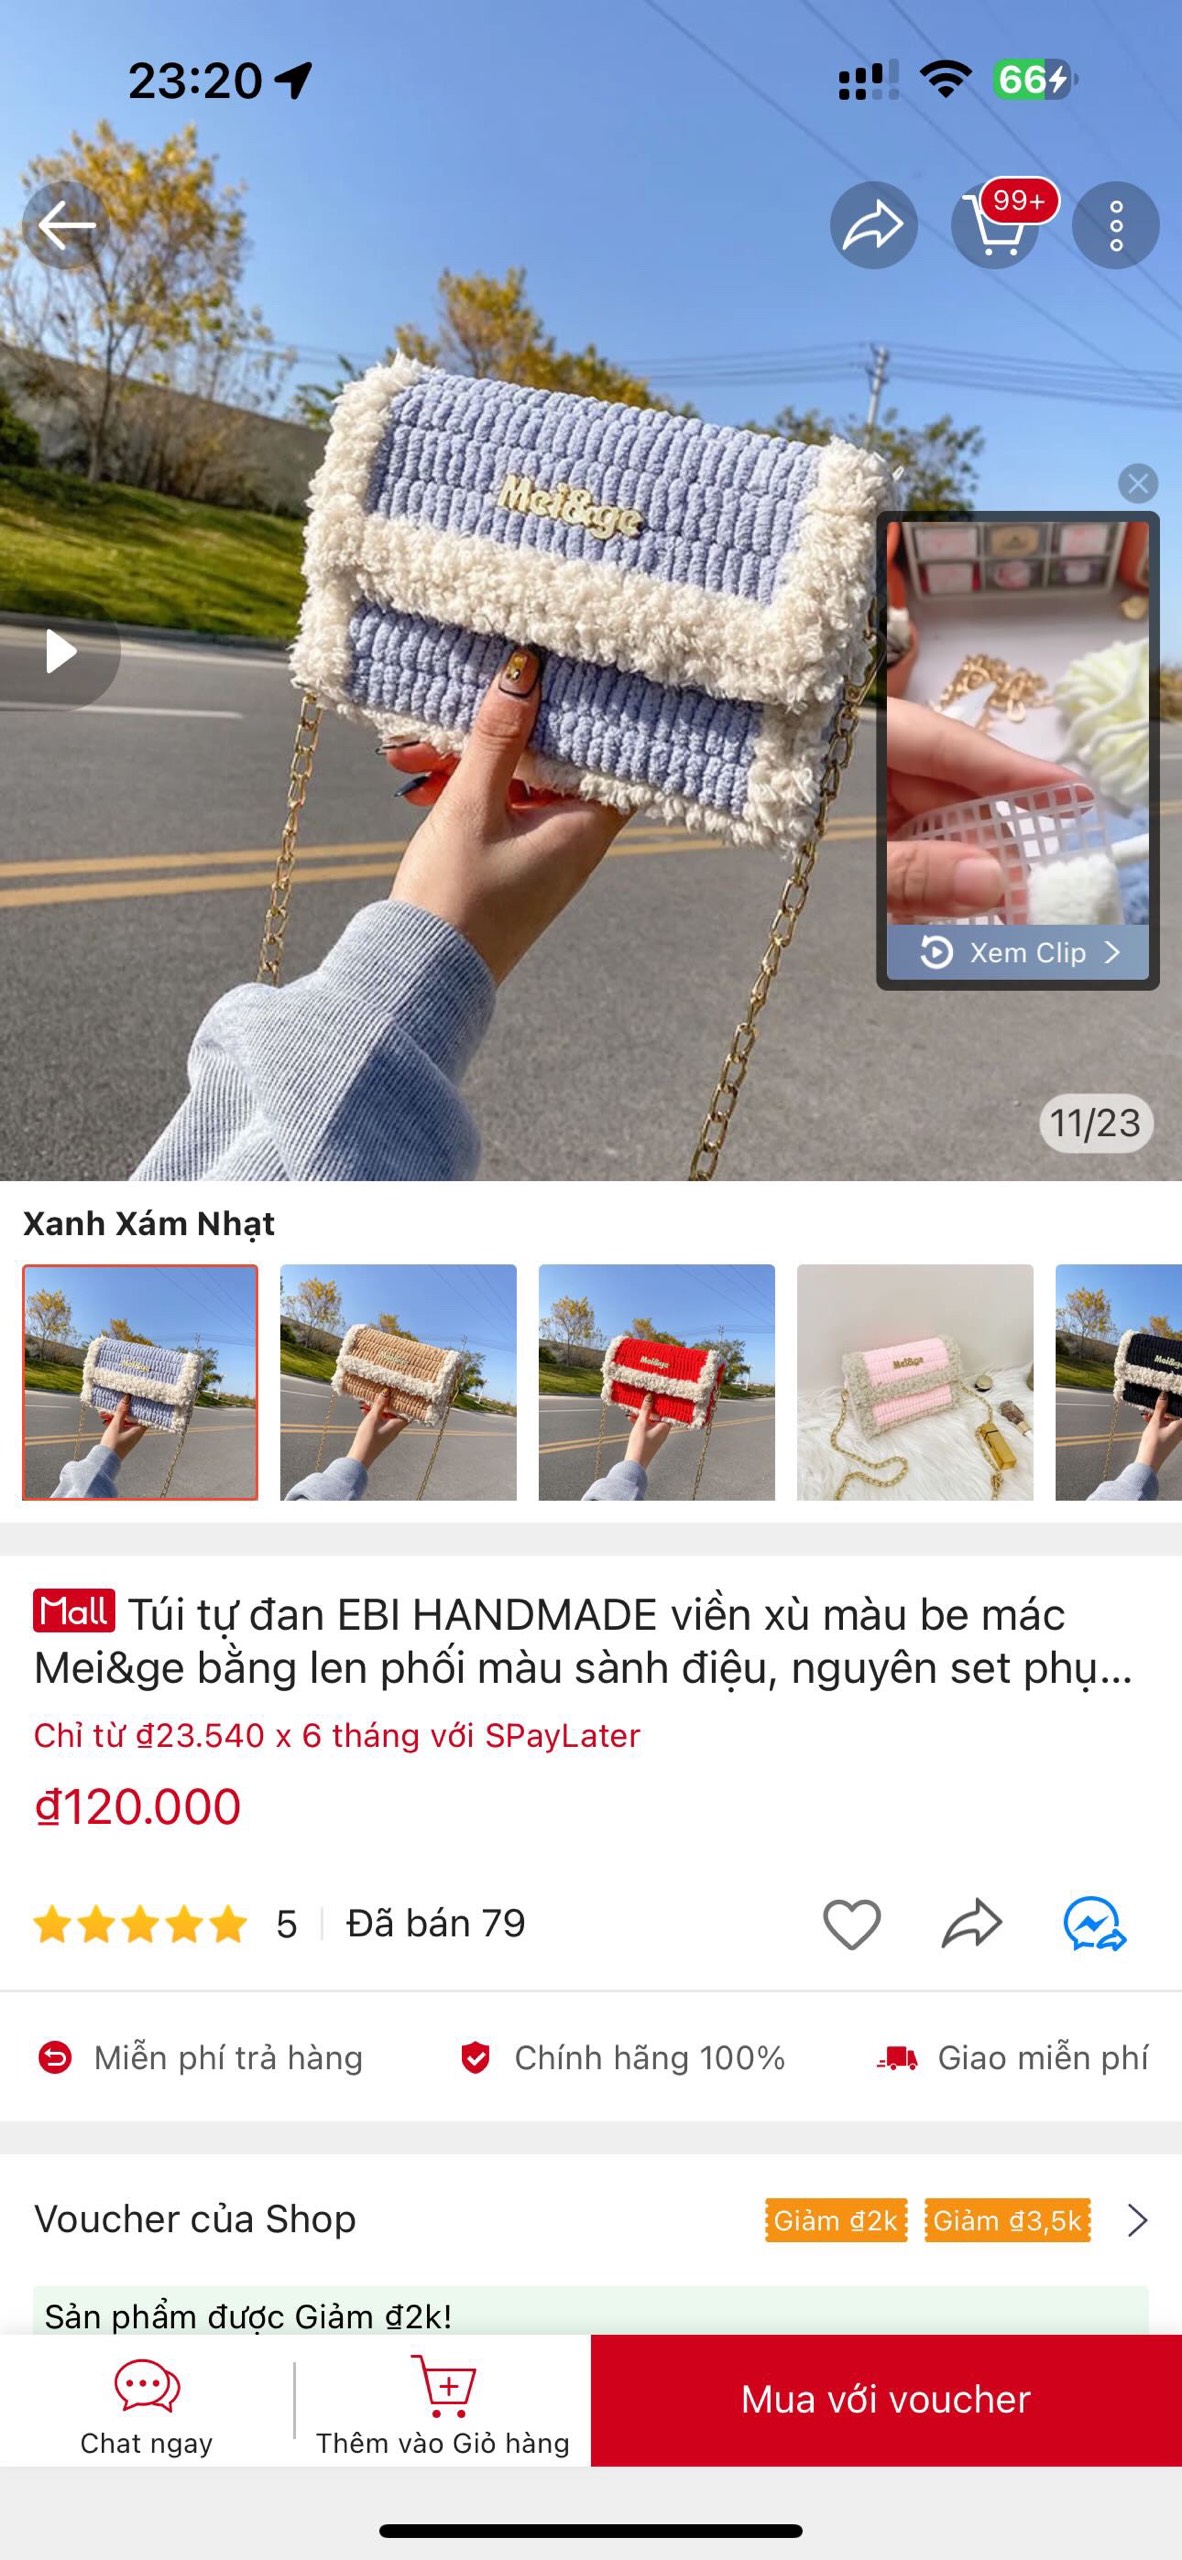 23:20
66
99+
Mei&ge
Xem Clip
11/23
Xanh Xám Nhạt
Mei&ge
Mei&ge
Mall Túi tự đan EBI HANDMADE viền xù màu be mác
Mei&ge bằng len phối màu sành điệu, nguyên set phụ...
Chỉ từ ₫23.540 x 6 tháng với SPayLater
₫120.000
5 Đã bán 79
Miễn phí trả hàng Chính hãng 100% Giao miễn phí
Voucher của Shop Giảm ₫2k Giảm ₫3,5k
Sản phẩm được Giảm ₫2k!
Chat ngay Thêm vào Giỏ hàng Mua với voucher